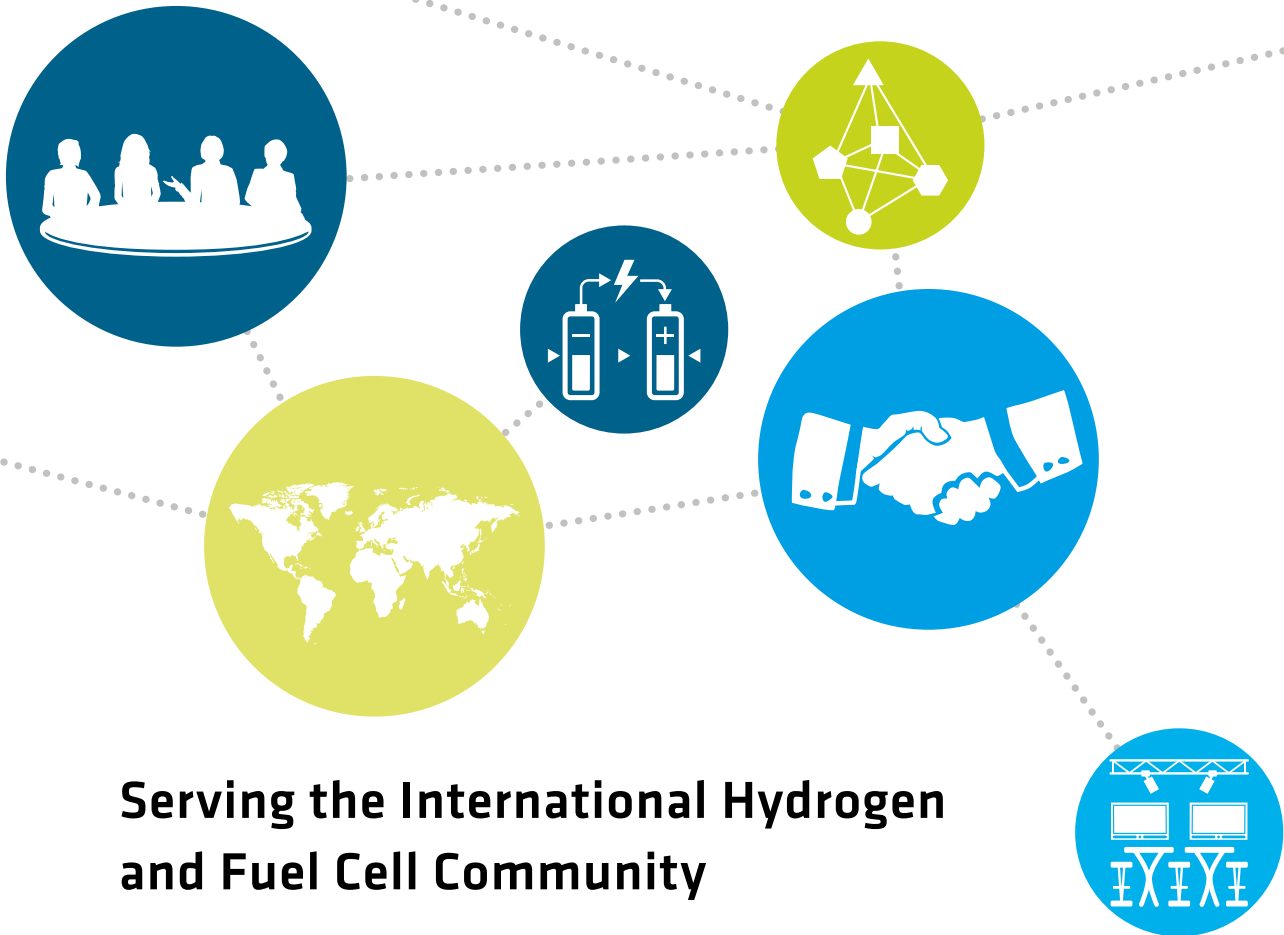 Serving the International Hydrogen
and Fuel Cell Community